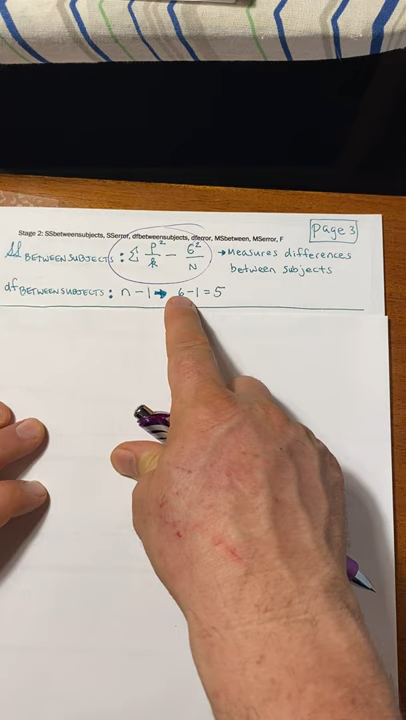 Page 3
Stage 2: SSbetweensubjects, SSerror, dfbetweensubjects, dferror, MSbetween, MSerror, F
SS BETWEEN SUBJECTS : Σ P²/k - G²/N → Measures differences
between subjects
df BETWEEN SUBJECTS : n - 1 → 6 - 1 = 5